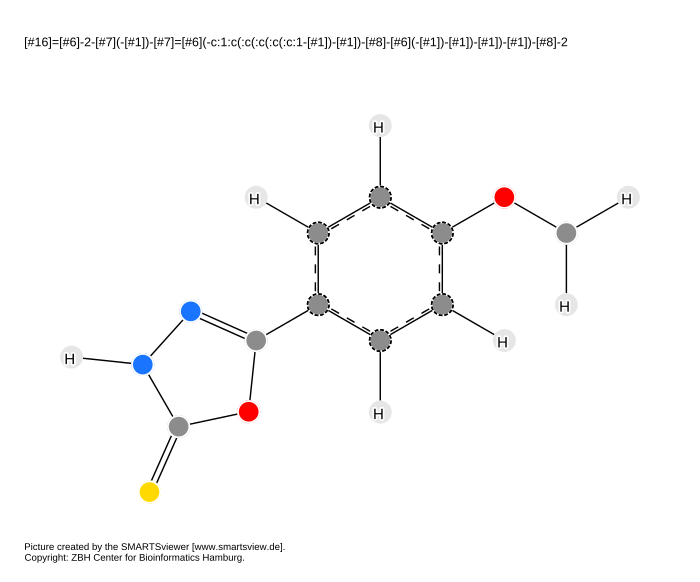 [#16]=[#6]-2-[#7](-[#1])-[#7]=[#6](-c:1:c(:c(:c(:c(:c:1-[#1])-[#1])-[#8]-[#6](-[#1])-[#1])-[#1])-[#1])-[#8]-2
H
H
H
H
H
H
H
H
Picture created by the SMARTSviewer [www.smartsview.de].
Copyright: ZBH Center for Bioinformatics Hamburg.